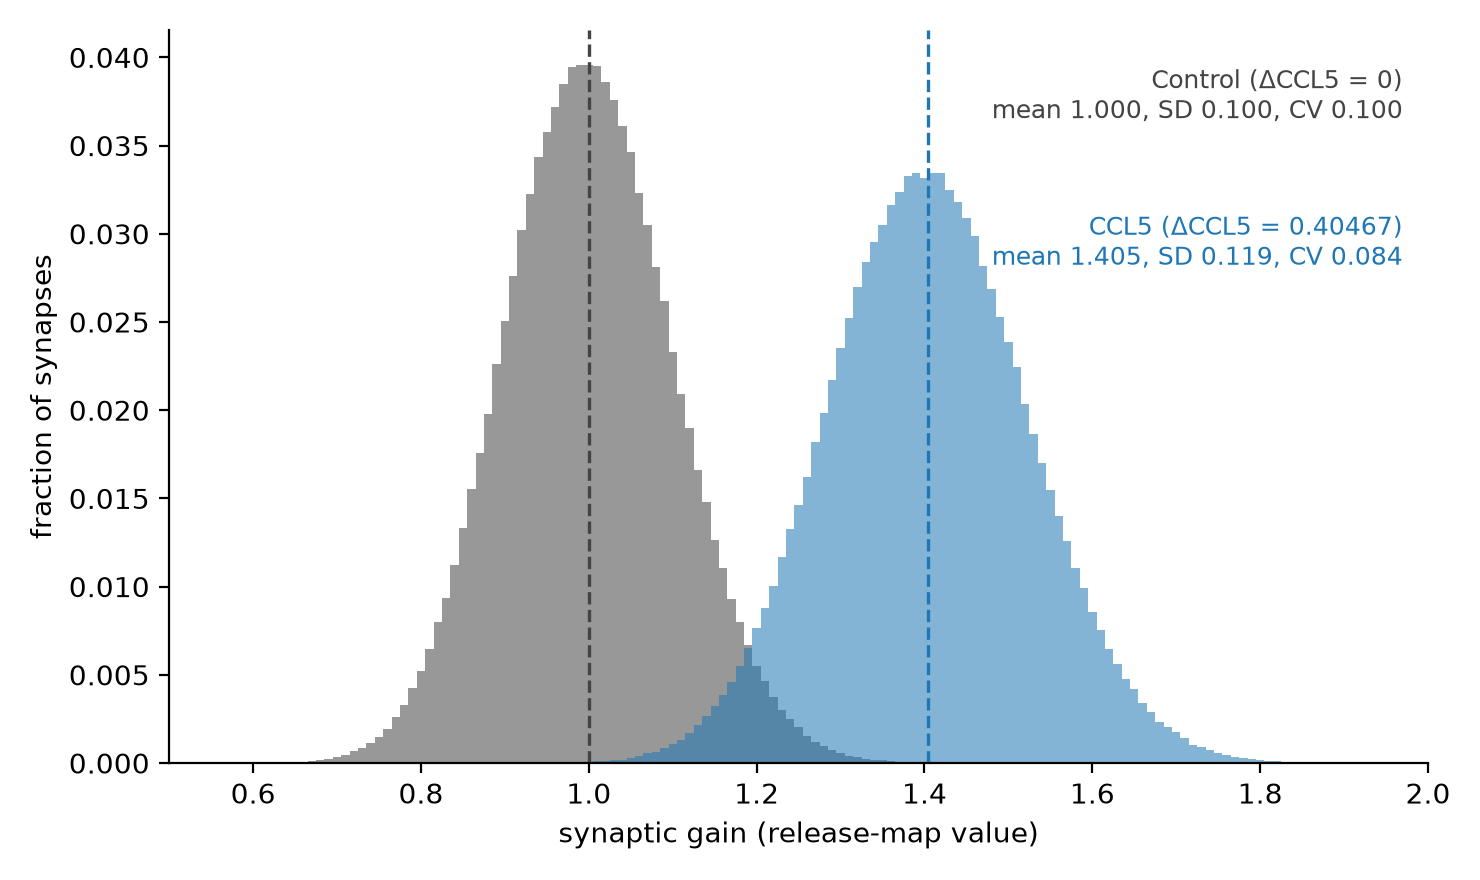 0.040
0.035
0.030
0.025
0.020
0.015
0.010
0.005
0.000
fraction of synapses
Control (ΔCCL5 = 0)
mean 1.000, SD 0.100, CV 0.100
CCL5 (ΔCCL5 = 0.40467)
mean 1.405, SD 0.119, CV 0.084
0.6 0.8 1.0 1.2 1.4 1.6 1.8 2.0
synaptic gain (release-map value)